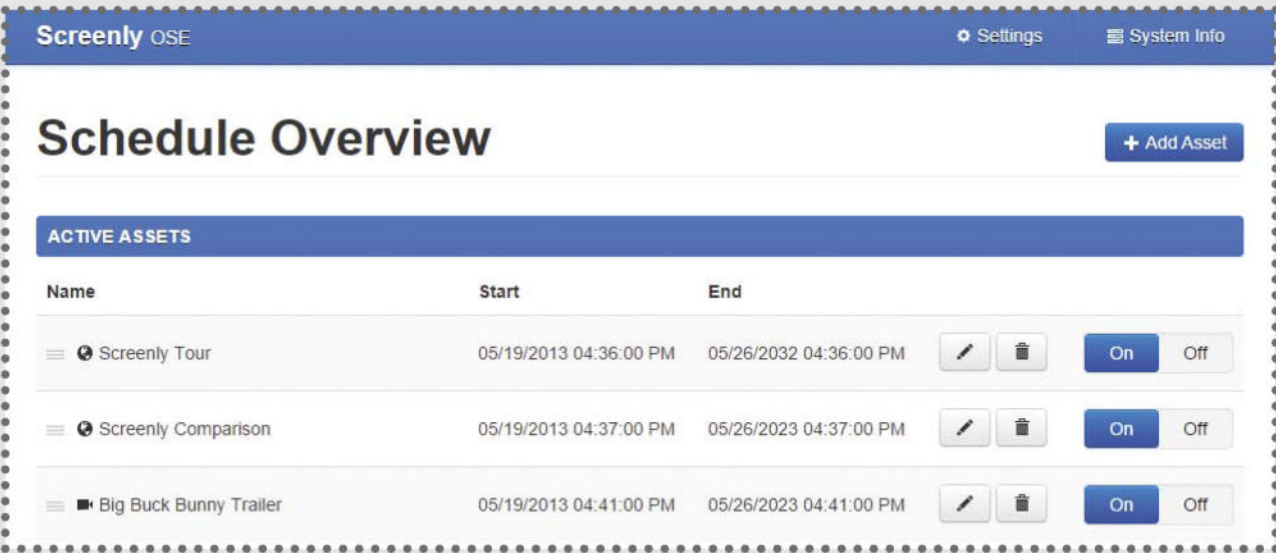 Screenly OSE Settings System Info
Schedule Overview + Add Asset
ACTIVE ASSETS
Name Start End
Screenly Tour 05/19/2013 04:36:00 PM 05/26/2032 04:36:00 PM On Off
Screenly Comparison 05/19/2013 04:37:00 PM 05/26/2023 04:37:00 PM On Off
Big Buck Bunny Trailer 05/19/2013 04:41:00 PM 05/26/2023 04:41:00 PM On Off